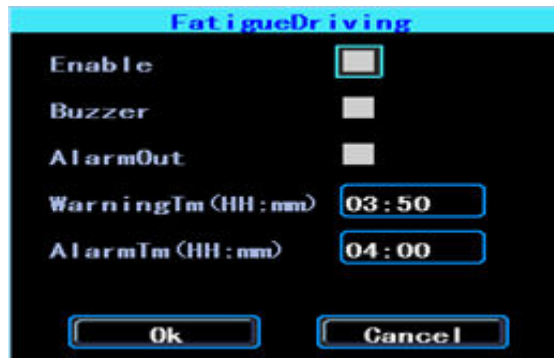 FatigueDriving
Enable
Buzzer
AlarmOut
WarningTm(HH:mm) 03:50
AlarmTm(HH:mm) 04:00
Ok Cancel